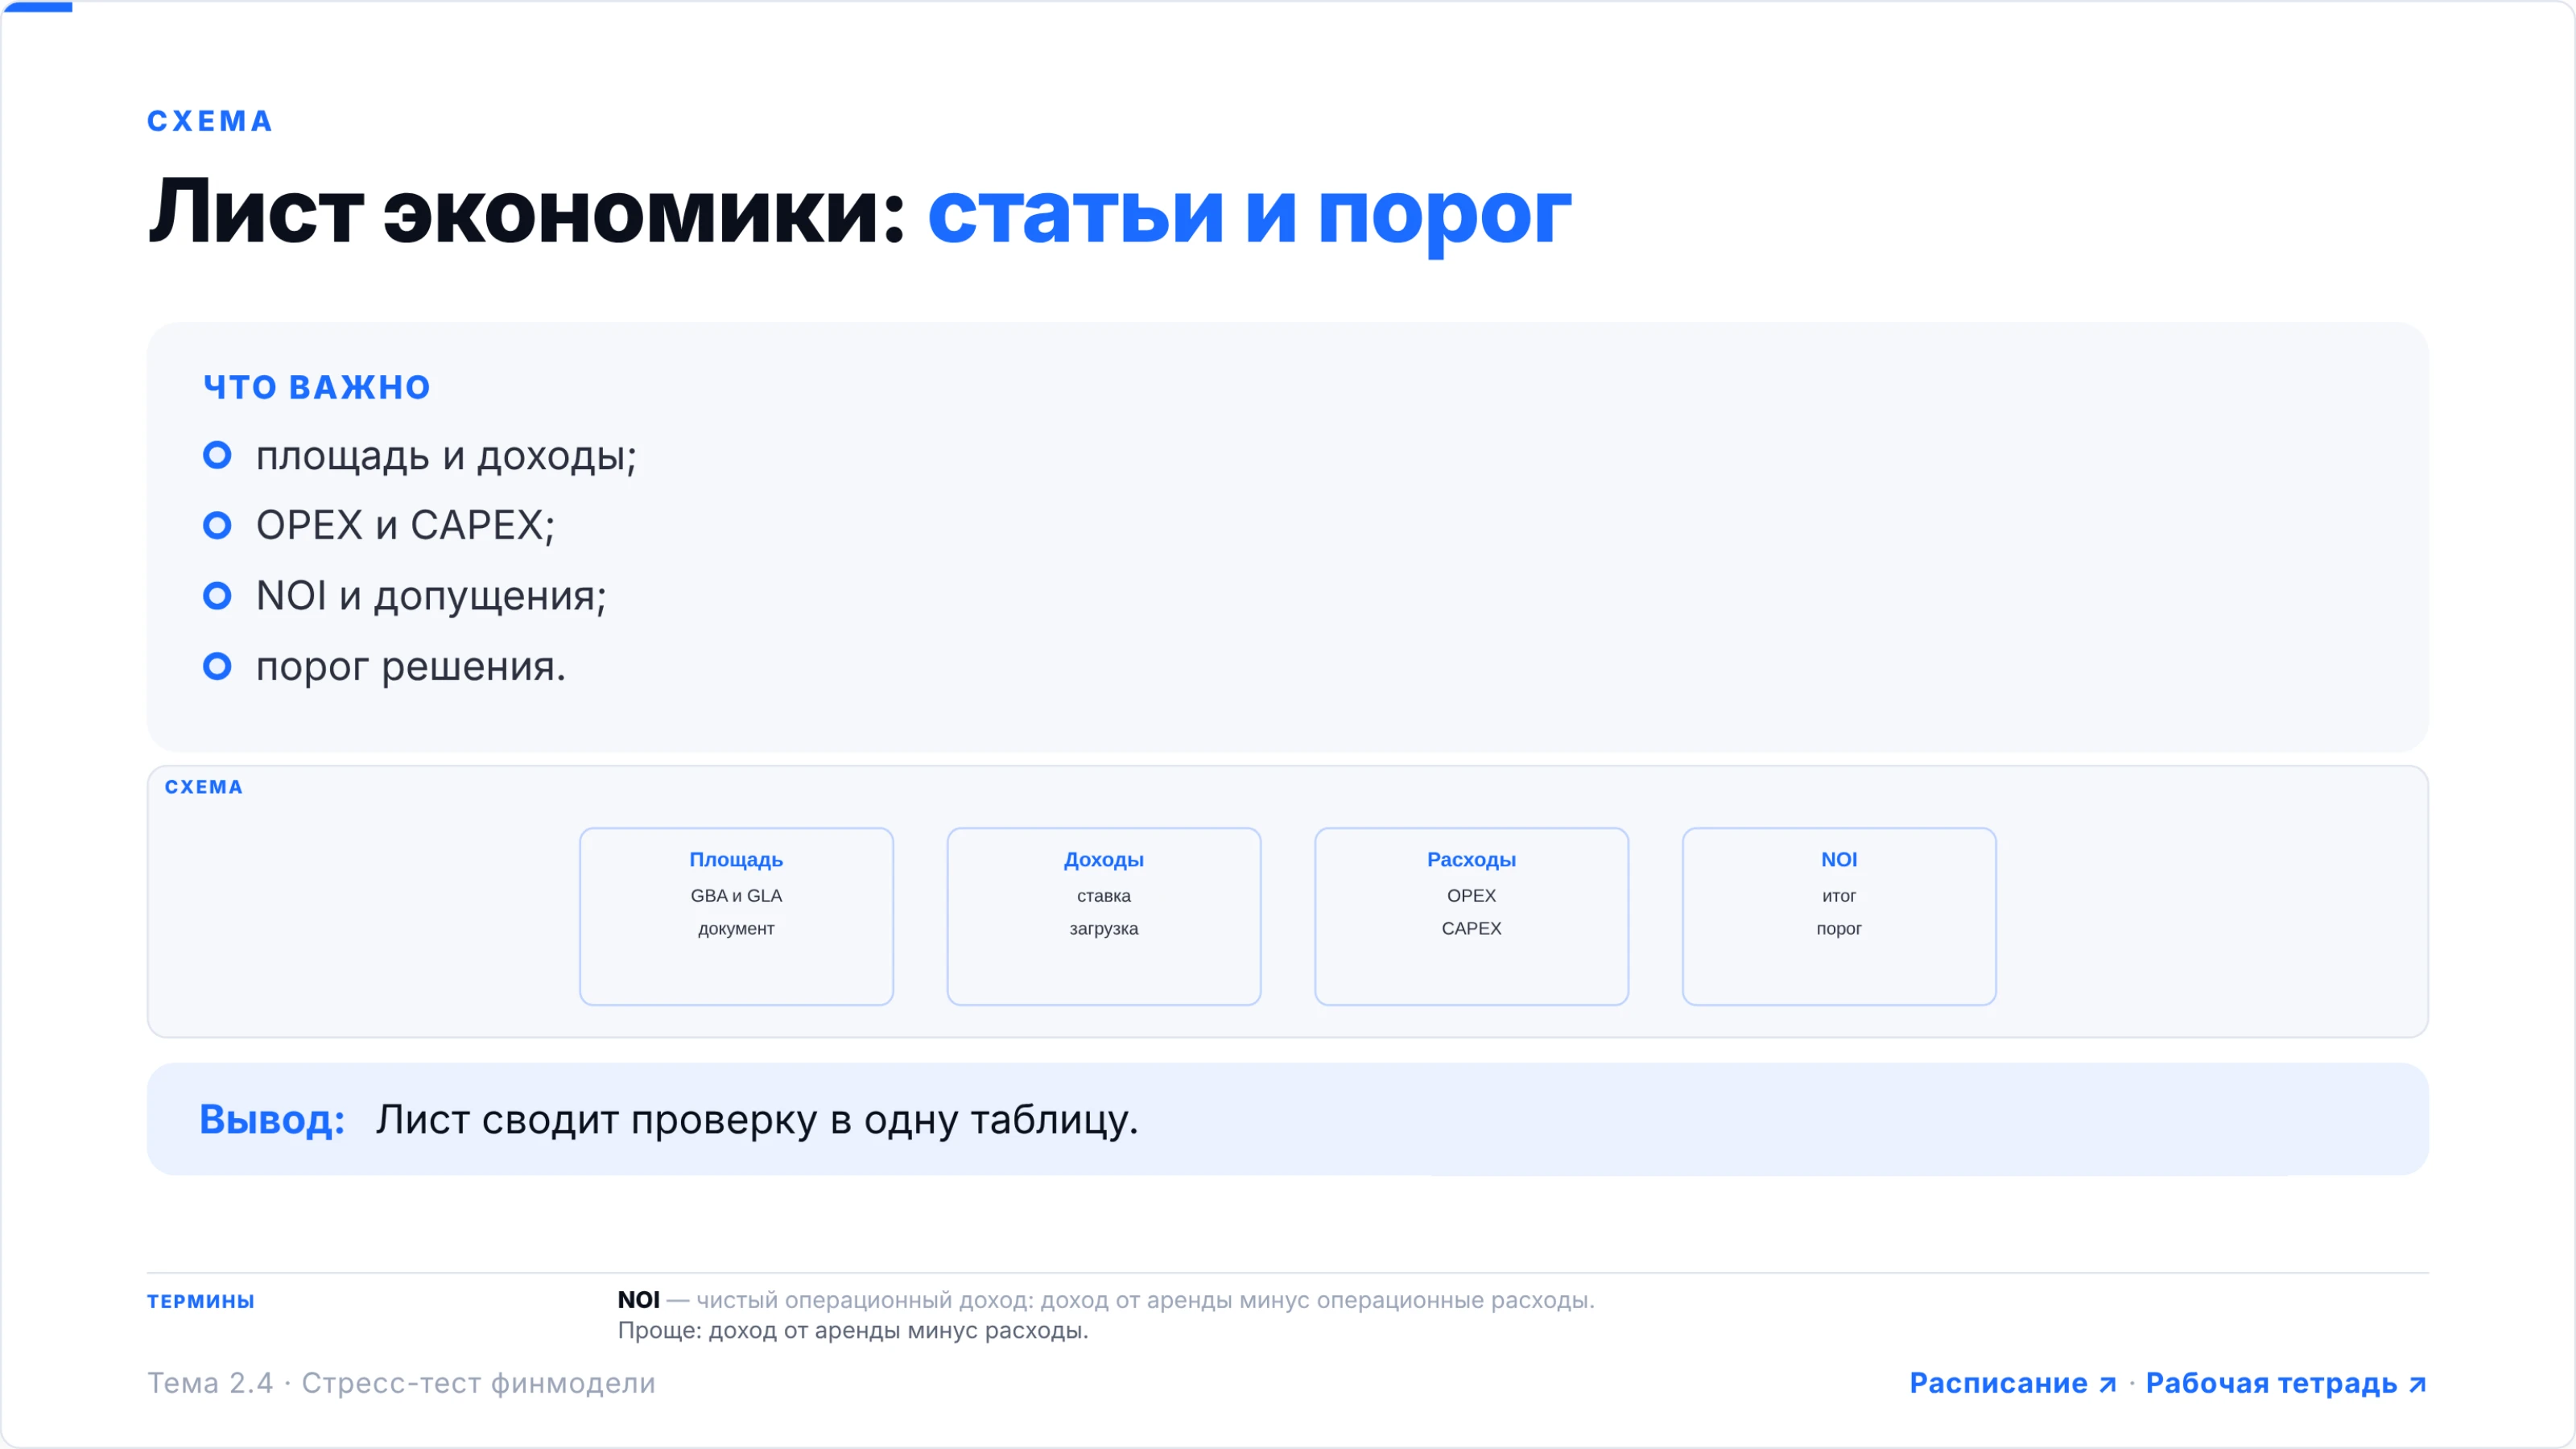 СХЕМА
Лист экономики: статьи и порог
ЧТО ВАЖНО
площадь и доходы;
OPEX и CAPEX;
NOI и допущения;
порог решения.
СХЕМА
Площадь
GBA и GLA
документ
Доходы
ставка
загрузка
Расходы
OPEX
CAPEX
NOI
итог
порог
Вывод: Лист сводит проверку в одну таблицу.
ТЕРМИНЫ
NOI — чистый операционный доход: доход от аренды минус операционные расходы.
Проще: доход от аренды минус расходы.
Тема 2.4 · Стресс-тест финмодели
Расписание ↗ · Рабочая тетрадь ↗